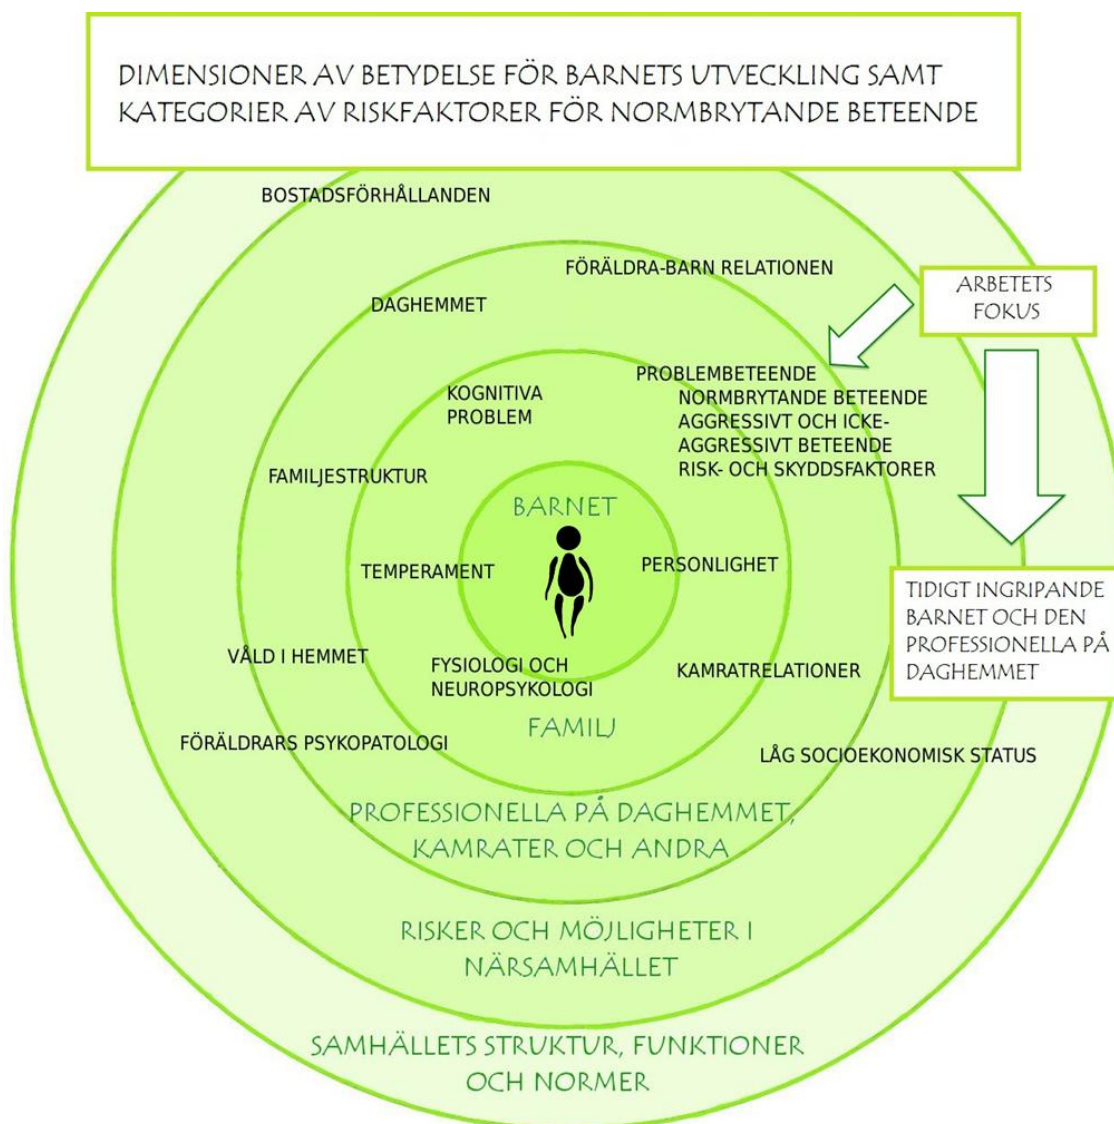 DIMENSIONER AV BETYDELSE FÖR BARNETS UTVECKLING SAMT
KATEGORIER AV RISKFAKTORER FÖR NORMBRYTANDE BETEENDE
BOSTADSFÖRHÅLLANDEN
FÖRÄLDRA-BARN RELATIONEN
ARBETETS
FOKUS
DAGHEMMET
PROBLEMBETEENDE
NORMBRYTANDE BETEENDE
AGGRESSIVT OCH ICKE-
AGGRESSIVT BETEENDE
RISK- OCH SKYDDSFAKTORER
KOGNITIVA
PROBLEM
FAMILJESTRUKTUR
BARNET
TEMPERAMENT
PERSONLIGHET
TIDIGT INGRIPANDE
BARNET OCH DEN
PROFESSIONELLA PÅ
DAGHEMMET
VÅLD I HEMMET
FYSIOLOGI OCH
NEUROPSYKOLOGI
KAMRATRELATIONER
FAMILJ
FÖRÄLDRARS PSYKOPATOLOGI
LÅG SOCIOEKONOMISK STATUS
PROFESSIONELLA PÅ DAGHEMMET,
KAMRATER OCH ANDRA
RISKER OCH MÖJLIGHETER I
NÄRSAMHÄLLET
SAMHÄLLETS STRUKTUR, FUNKTIONER
OCH NORMER